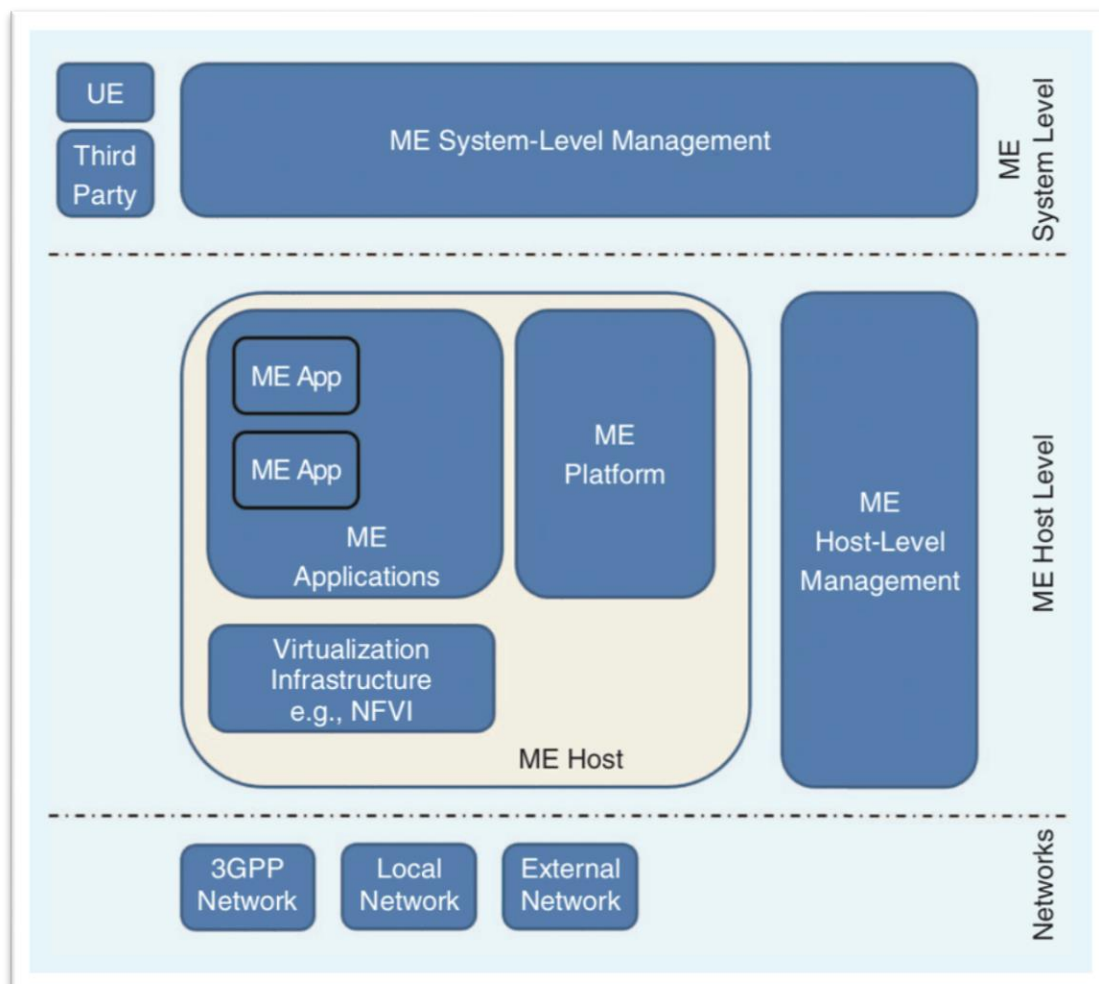 UE
Third
Party
ME System-Level Management
ME
System Level
ME App
ME App
ME
Applications
ME
Platform
Virtualization
Infrastructure
e.g., NFVI
ME Host
ME
Host-Level
Management
ME Host Level
3GPP
Network
Local
Network
External
Network
Networks